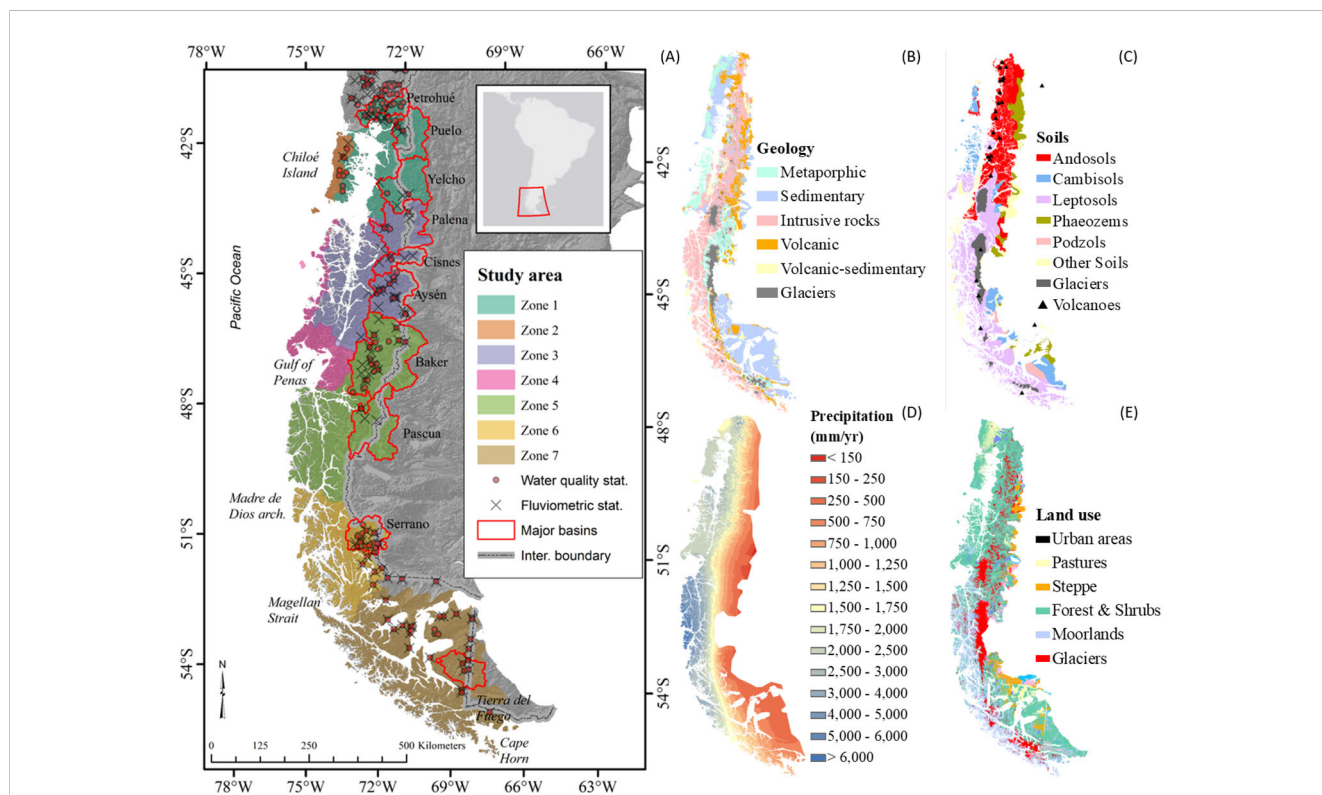 78°W
75°W
72°W
69°W
66°W
(A)
42°S
45°S
48°S
51°S
54°S
Petrohué
Puelo
Chiloé
Island
Yelcho
Palena
Cisnes
Aysén
Pacific Ocean
Gulf of
Penas
Baker
Pascua
Madre de
Dios arch.
Serrano
Magellan
Strait
Tierra del
Fuego
Cape
Horn
N
0
125
250
500 Kilometers
78°W
75°W
72°W
69°W
66°W
63°W
Study area
Zone 1
Zone 2
Zone 3
Zone 4
Zone 5
Zone 6
Zone 7
Water quality stat.
Fluviometric stat.
Major basins
Inter. boundary
42°S
45°S
48°S
51°S
54°S
(B)
Geology
Metaporphic
Sedimentary
Intrusive rocks
Volcanic
Volcanic-sedimentary
Glaciers
(C)
Soils
Andosols
Cambisols
Leptosols
Phaeozems
Podzols
Other Soils
Glaciers
Volcanoes
(D)
Precipitation
(mm/yr)
< 150
150 - 250
250 - 500
500 - 750
750 - 1,000
1,000 - 1,250
1,250 - 1,500
1,500 - 1,750
1,750 - 2,000
2,000 - 2,500
2,500 - 3,000
3,000 - 4,000
4,000 - 5,000
5,000 - 6,000
> 6,000
(E)
Land use
Urban areas
Pastures
Steppe
Forest & Shrubs
Moorlands
Glaciers